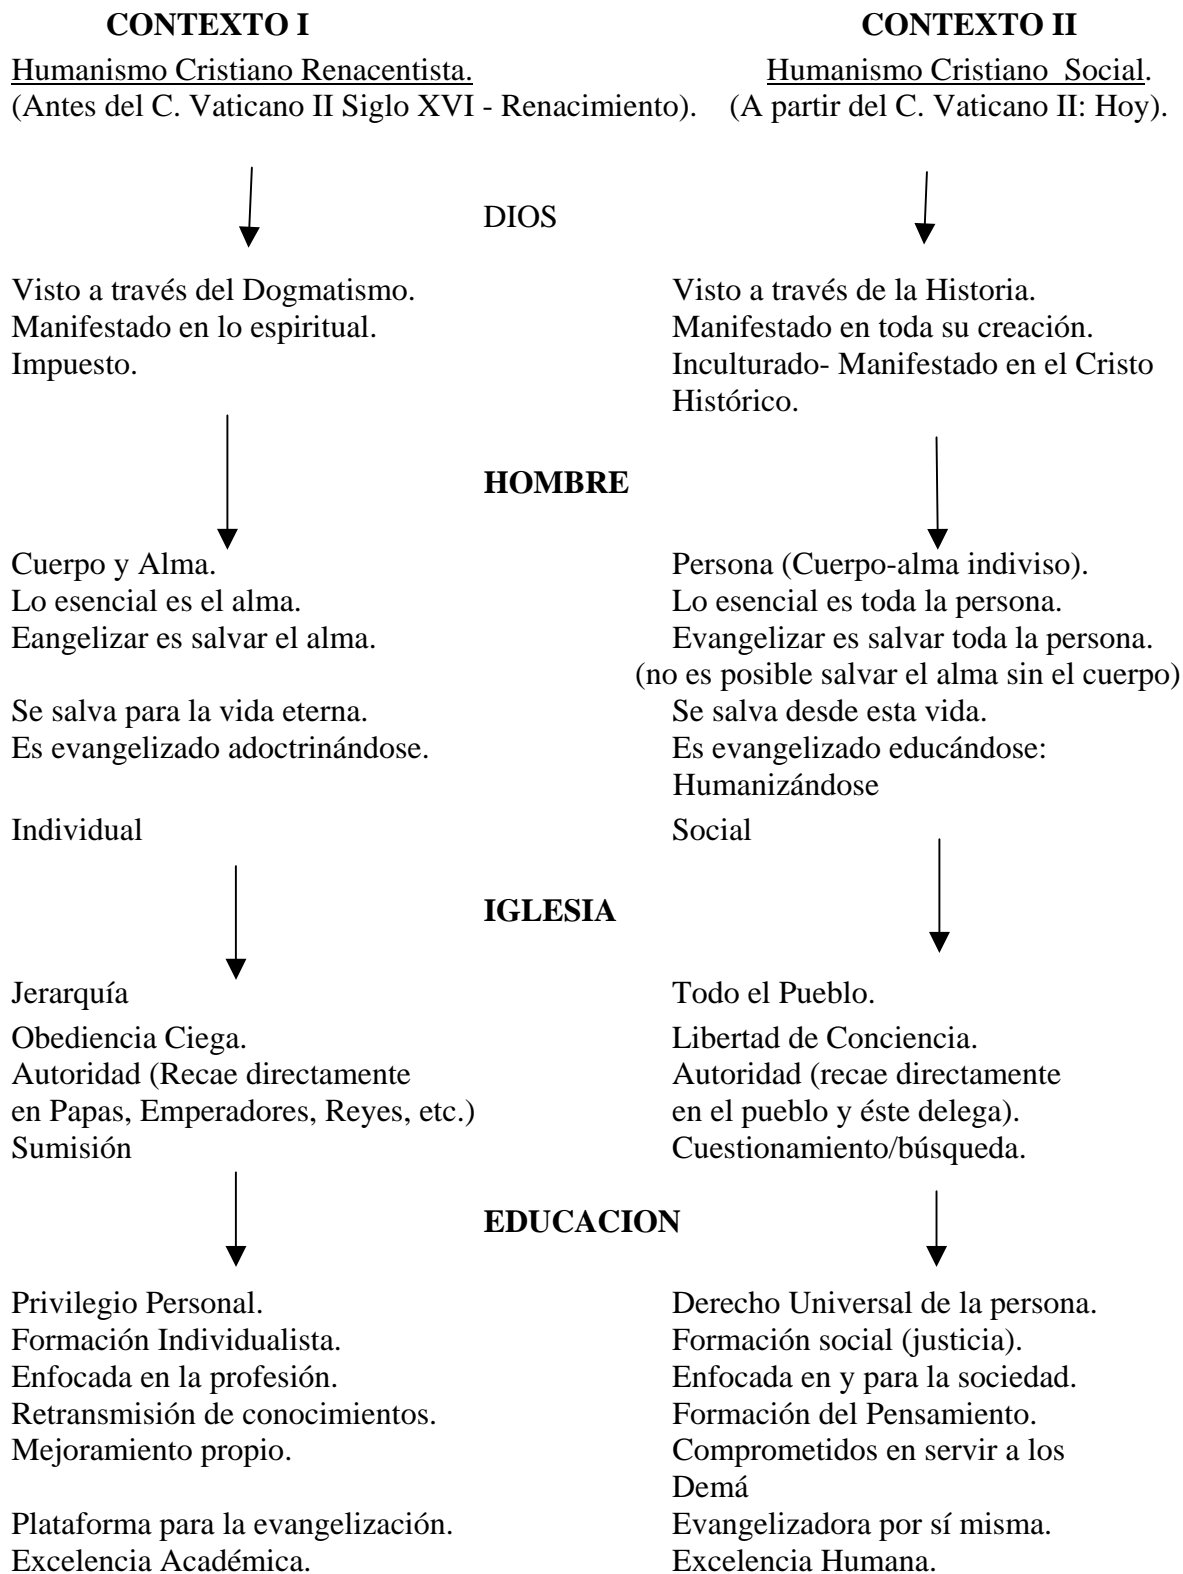 CONTEXTO I
CONTEXTO II
Humanismo Cristiano Renacentista.
Humanismo Cristiano Social.
(Antes del C. Vaticano II Siglo XVI - Renacimiento).
(A partir del C. Vaticano II: Hoy).
DIOS
Visto a través del Dogmatismo.
Manifestado en lo espiritual.
Impuesto.
Visto a través de la Historia.
Manifestado en toda su creación.
Inculturado- Manifestado en el Cristo
Histórico.
HOMBRE
Cuerpo y Alma.
Lo esencial es el alma.
Eangelizar es salvar el alma.
Se salva para la vida eterna.
Es evangelizado adoctrinándose.
Individual
Persona (Cuerpo-alma indiviso).
Lo esencial es toda la persona.
Evangelizar es salvar toda la persona.
(no es posible salvar el alma sin el cuerpo)
Se salva desde esta vida.
Es evangelizado educándose:
Humanizándose
Social
IGLESIA
Jerarquía
Obediencia Ciega.
Autoridad (Recae directamente
en Papas, Emperadores, Reyes, etc.)
Sumisión
Todo el Pueblo.
Libertad de Conciencia.
Autoridad (recae directamente
en el pueblo y éste delega).
Cuestionamiento/búsqueda.
EDUCACION
Privilegio Personal.
Formación Individualista.
Enfocada en la profesión.
Retransmisión de conocimientos.
Mejoramiento propio.
Plataforma para la evangelización.
Excelencia Académica.
Derecho Universal de la persona.
Formación social (justicia).
Enfocada en y para la sociedad.
Formación del Pensamiento.
Comprometidos en servir a los
Demá
Evangelizadora por sí misma.
Excelencia Humana.